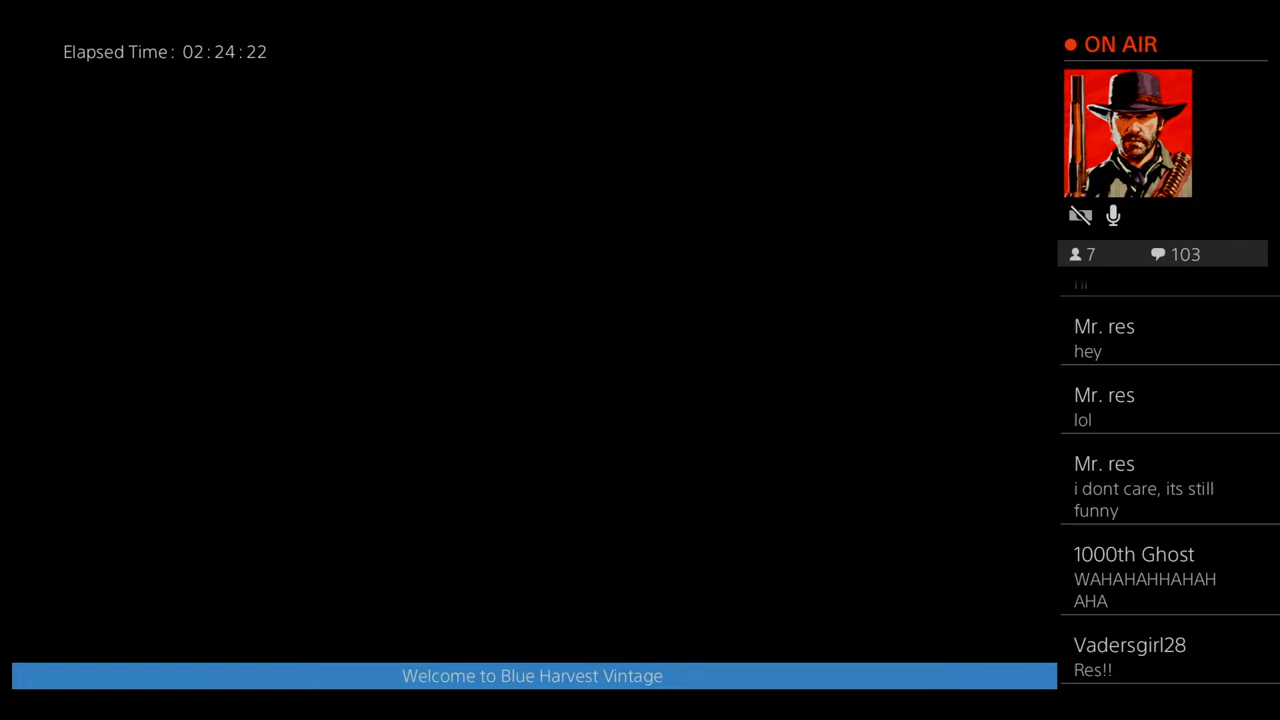 Elapsed Time: 02:24:22
ON AIR
7 103
Mr. res
hey
Mr. res
lol
Mr. res
i dont care, its still
funny
1000th Ghost
WAHAHAHHAHAH
AHA
Vadersgirl28
Res!!
Welcome to Blue Harvest Vintage